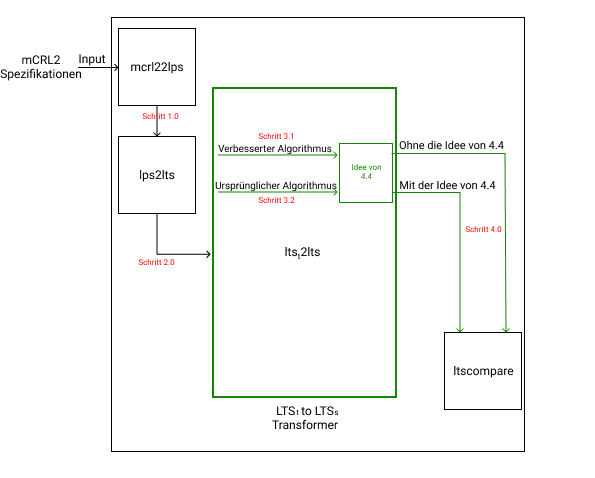 mCRL2
Spezifikationen
Input
mcrl22lps
Schritt 1.0
lps2lts
Schritt 2.0
Schritt 3.1
Verbesserter Algorithmus
Ursprünglicher Algorithmus
Schritt 3.2
Idee von
4.4
Ohne die Idee von 4.4
Mit der Idee von 4.4
Schritt 4.0
ltsₜ2lts
ltscompare
LTSₜ to LTSₛ
Transformer